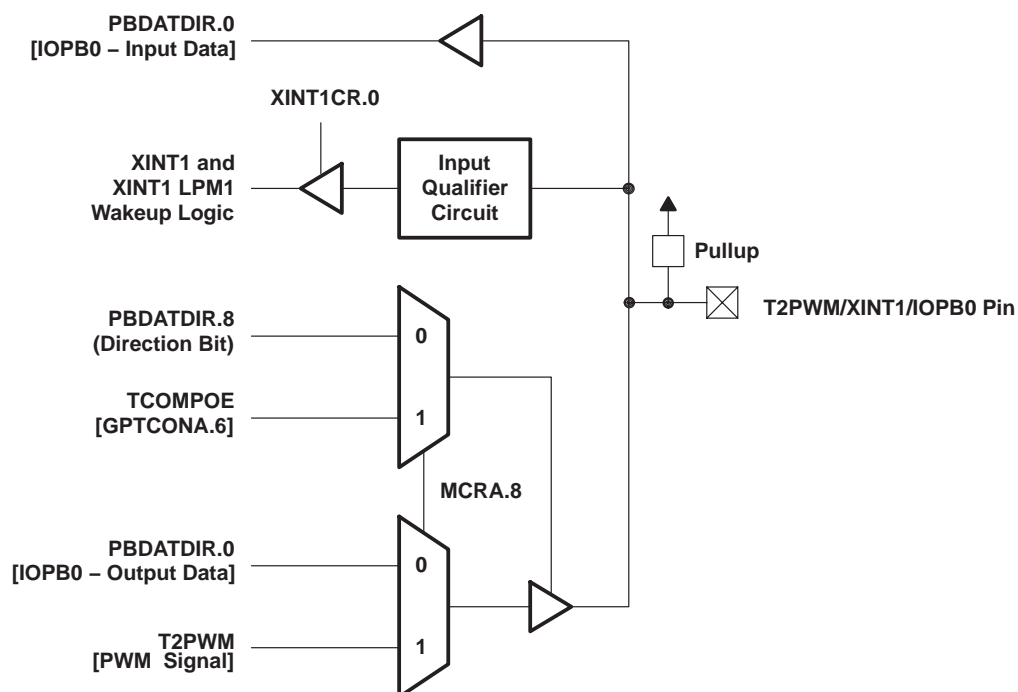 PBDATDIR.0
[IOPB0 – Input Data]
XINT1CR.0
XINT1 and
XINT1 LPM1
Wakeup Logic
Input
Qualifier
Circuit
Pullup
T2PWM/XINT1/IOPB0 Pin
PBDATDIR.8
(Direction Bit)
0
TCOMPOE
[GPTCONA.6]
1
MCRA.8
PBDATDIR.0
[IOPB0 – Output Data]
0
T2PWM
[PWM Signal]
1